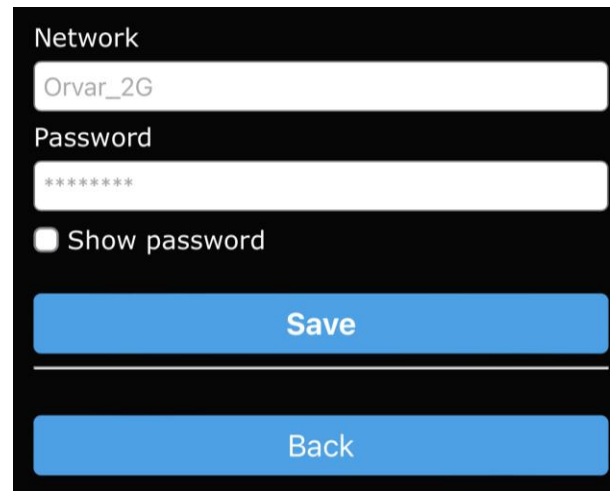 Network
Orvar_2G
Password
********
Show password
Save
Back